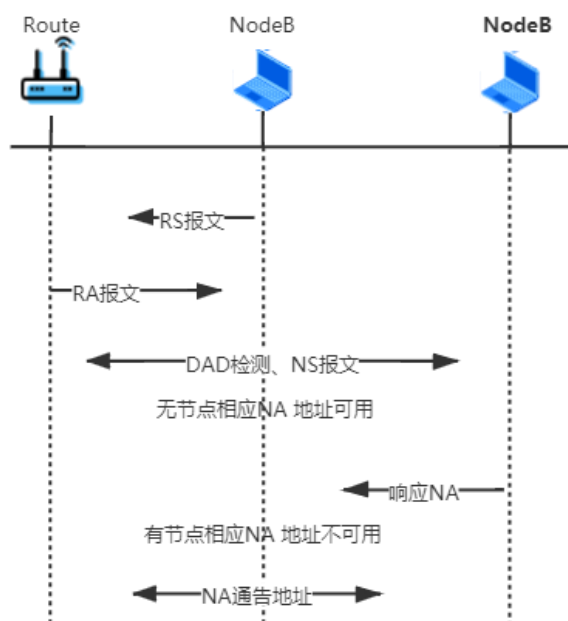 Route
NodeB
NodeB
RS报文
RA报文
DAD检测、NS报文
无节点相应NA 地址可用
响应NA
有节点相应NA 地址不可用
NA通告地址